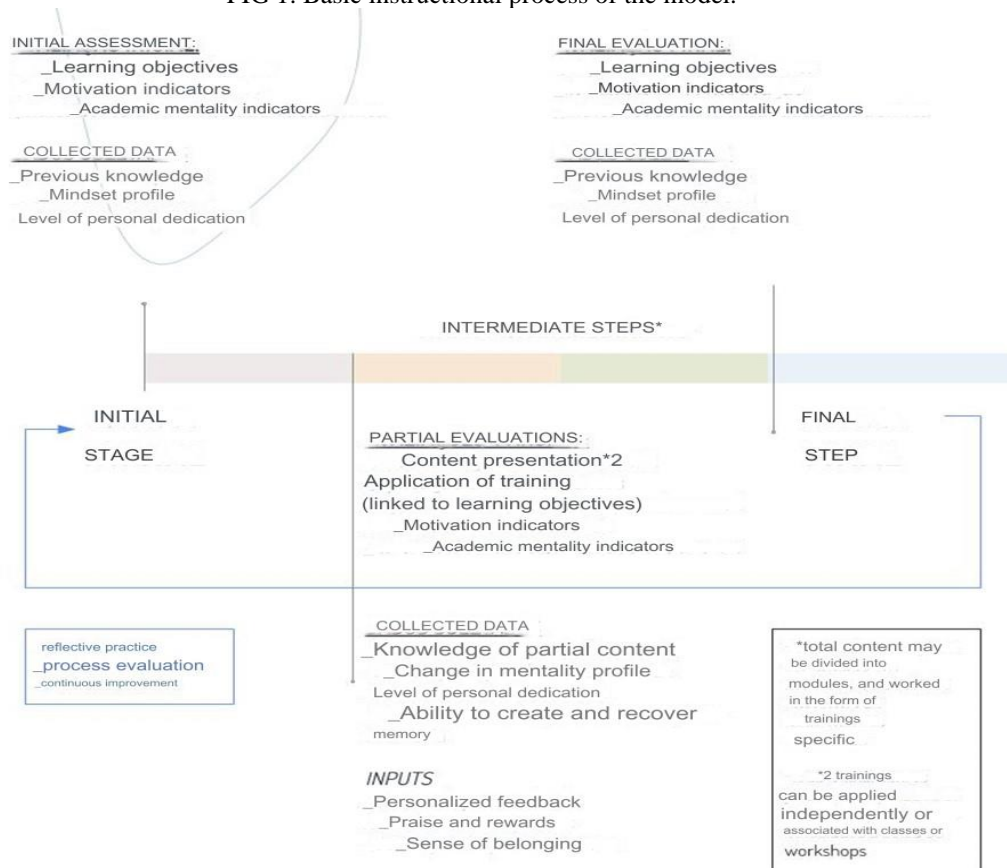 FIG 1: Basic instructional process of the model.
INITIAL ASSESSMENT:
_Learning objectives
_Motivation indicators
_Academic mentality indicators
COLLECTED DATA
_Previous knowledge
_Mindset profile
Level of personal dedication
FINAL EVALUATION:
_Learning objectives
_Motivation indicators
_Academic mentality indicators
COLLECTED DATA
_Previous knowledge
_Mindset profile
Level of personal dedication
INTERMEDIATE STEPS*
INITIAL
STAGE
PARTIAL EVALUATIONS:
Content presentation*2
Application of training
(linked to learning objectives)
_Motivation indicators
_Academic mentality indicators
FINAL
STEP
reflective practice
_process evaluation
_continuous improvement
COLLECTED DATA
_Knowledge of partial content
_Change in mentality profile
Level of personal dedication
_Ability to create and recover
memory
INPUTS
_Personalized feedback
_Praise and rewards
_Sense of belonging
*total content may
be divided into
modules, and worked
in the form of
trainings
specific
*2 trainings
can be applied
independently or
associated with classes or
workshops